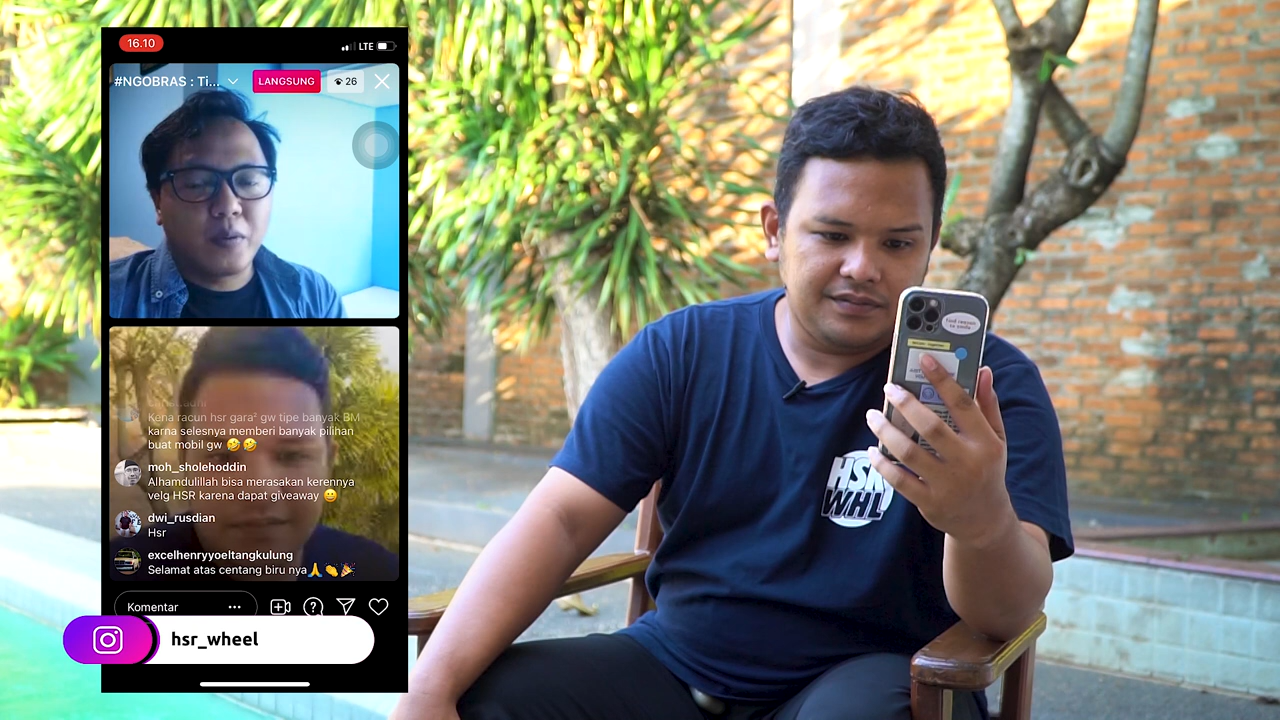 16.10
LTE
#NGOBRAS : Ti...
LANGSUNG
26
Kena racun hsr gara² gw tipe banyak BM
karna selesnya memberi banyak pilihan
buat mobil gw 🤣🤣
moh_sholehoddin
Alhamdulillah bisa merasakan kerennya
velg HSR karena dapat giveaway 😀
dwi_rusdian
Hsr
excelhenryyoeltangkulung
Selamat atas centang biru nya🙏👏🎉
Komentar
hsr_wheel
HSR
WHL